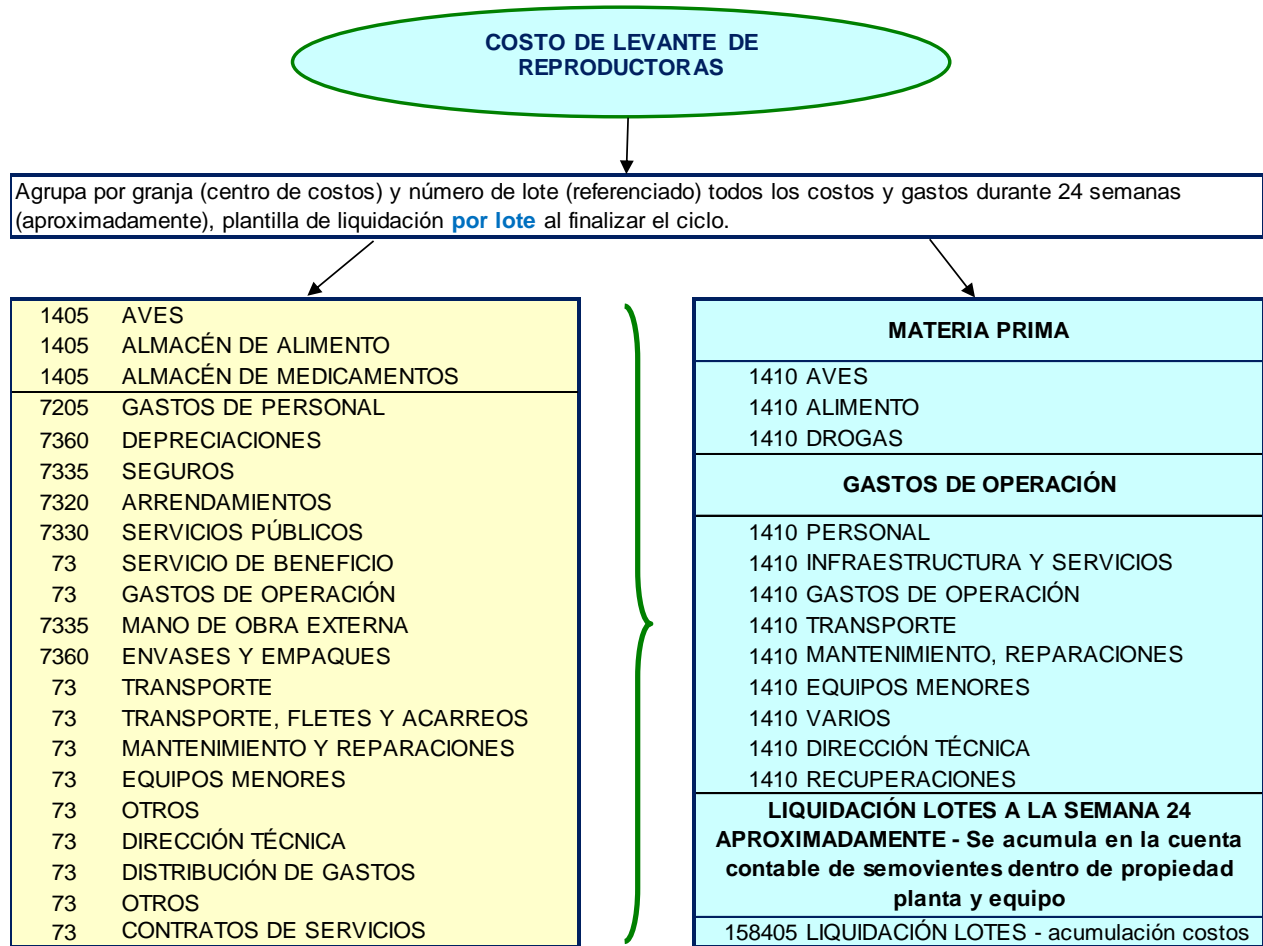 COSTO DE LEVANTE DE
REPRODUCTORAS
Agrupa por granja (centro de costos) y número de lote (referenciado) todos los costos y gastos durante 24 semanas
(aproximadamente), plantilla de liquidación por lote al finalizar el ciclo.
1405 AVES
1405 ALMACÉN DE ALIMENTO
1405 ALMACÉN DE MEDICAMENTOS
7205 GASTOS DE PERSONAL
7360 DEPRECIACIONES
7335 SEGUROS
7320 ARRENDAMIENTOS
7330 SERVICIOS PÚBLICOS
73 SERVICIO DE BENEFICIO
73 GASTOS DE OPERACIÓN
7335 MANO DE OBRA EXTERNA
7360 ENVASES Y EMPAQUES
73 TRANSPORTE
73 TRANSPORTE, FLETES Y ACARREOS
73 MANTENIMIENTO Y REPARACIONES
73 EQUIPOS MENORES
73 OTROS
73 DIRECCIÓN TÉCNICA
73 DISTRIBUCIÓN DE GASTOS
73 OTROS
73 CONTRATOS DE SERVICIOS
MATERIA PRIMA
1410 AVES
1410 ALIMENTO
1410 DROGAS
GASTOS DE OPERACIÓN
1410 PERSONAL
1410 INFRAESTRUCTURA Y SERVICIOS
1410 GASTOS DE OPERACIÓN
1410 TRANSPORTE
1410 MANTENIMIENTO, REPARACIONES
1410 EQUIPOS MENORES
1410 VARIOS
1410 DIRECCIÓN TÉCNICA
1410 RECUPERACIONES
LIQUIDACIÓN LOTES A LA SEMANA 24
APROXIMADAMENTE - Se acumula en la cuenta
contable de semovientes dentro de propiedad
planta y equipo
158405 LIQUIDACIÓN LOTES - acumulación costos